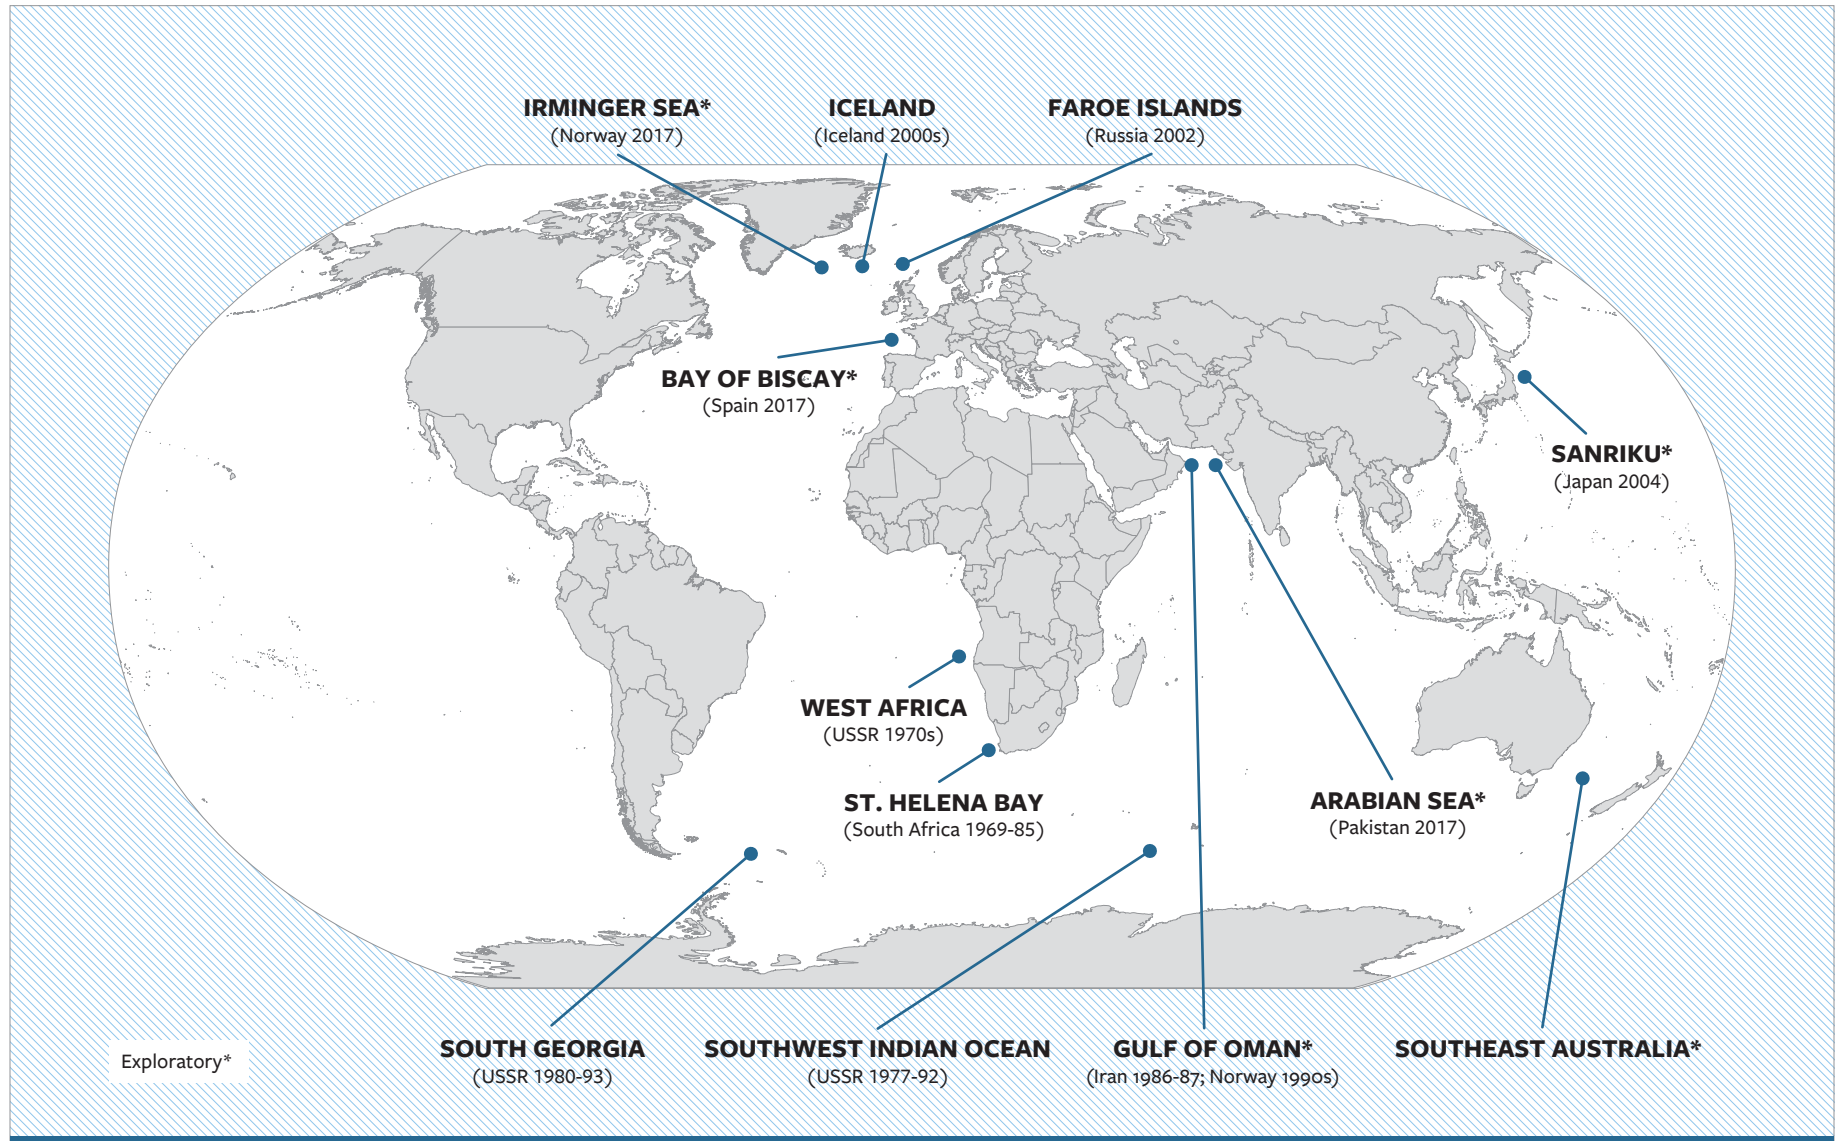 IRMINGER SEA*
(Norway 2017)
ICELAND
(Iceland 2000s)
FAROE ISLANDS
(Russia 2002)
BAY OF BISCAY*
(Spain 2017)
SANRIKU*
(Japan 2004)
WEST AFRICA
(USSR 1970s)
ST. HELENA BAY
(South Africa 1969-85)
ARABIAN SEA*
(Pakistan 2017)
SOUTH GEORGIA
(USSR 1980-93)
SOUTHWEST INDIAN OCEAN
(USSR 1977-92)
GULF OF OMAN*
(Iran 1986-87; Norway 1990s)
SOUTHEAST AUSTRALIA*
Exploratory*